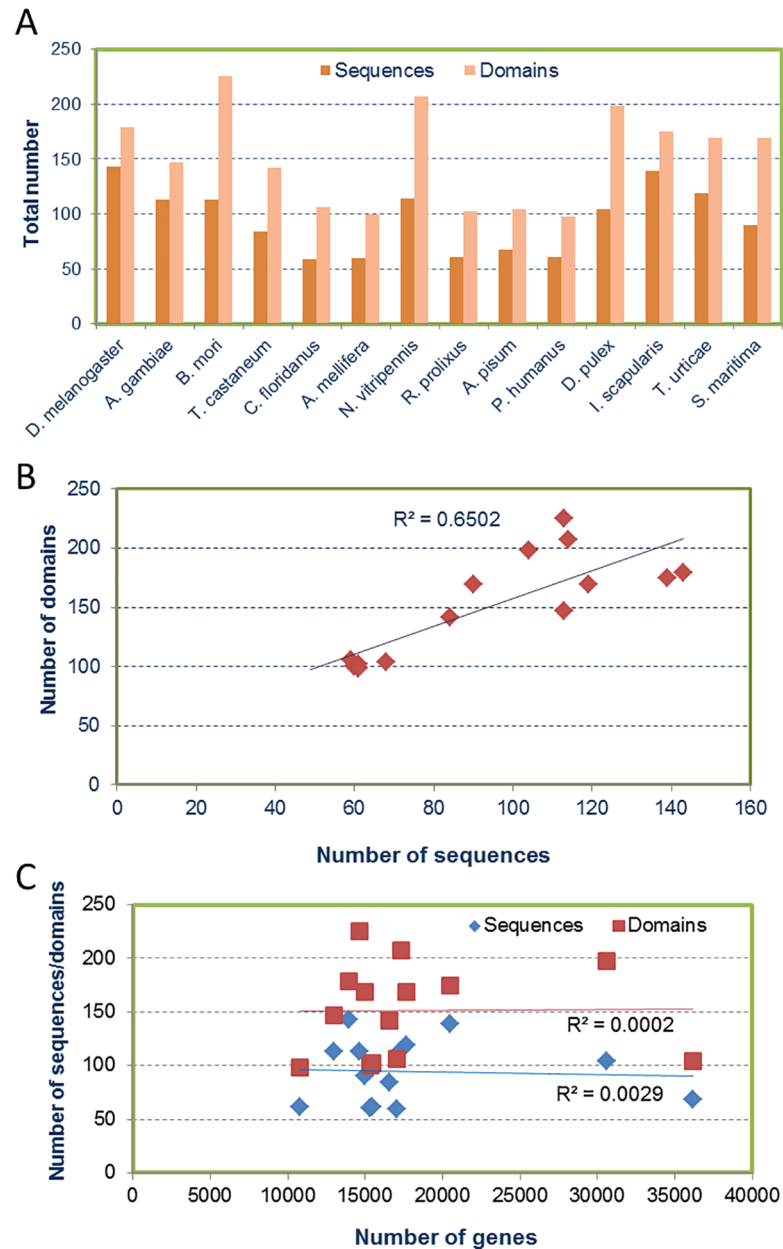 A
Total number
250
200
150
100
50
0
Sequences Domains
D. melanogaster
A. gambiae
B. mori
T. castaneum
C. floridanus
A. mellifera
N. vitripennis
R. prolixus
A. pisum
P. humanus
D. pulex
I. scapularis
T. urticae
S. maritima
B
Number of domains
250
200
150
100
50
0
R² = 0.6502
0 20 40 60 80 100 120 140 160
Number of sequences
C
Number of sequences/domains
250
200
150
100
50
0
Sequences Domains
R² = 0.0002
R² = 0.0029
0 5000 10000 15000 20000 25000 30000 35000 40000
Number of genes